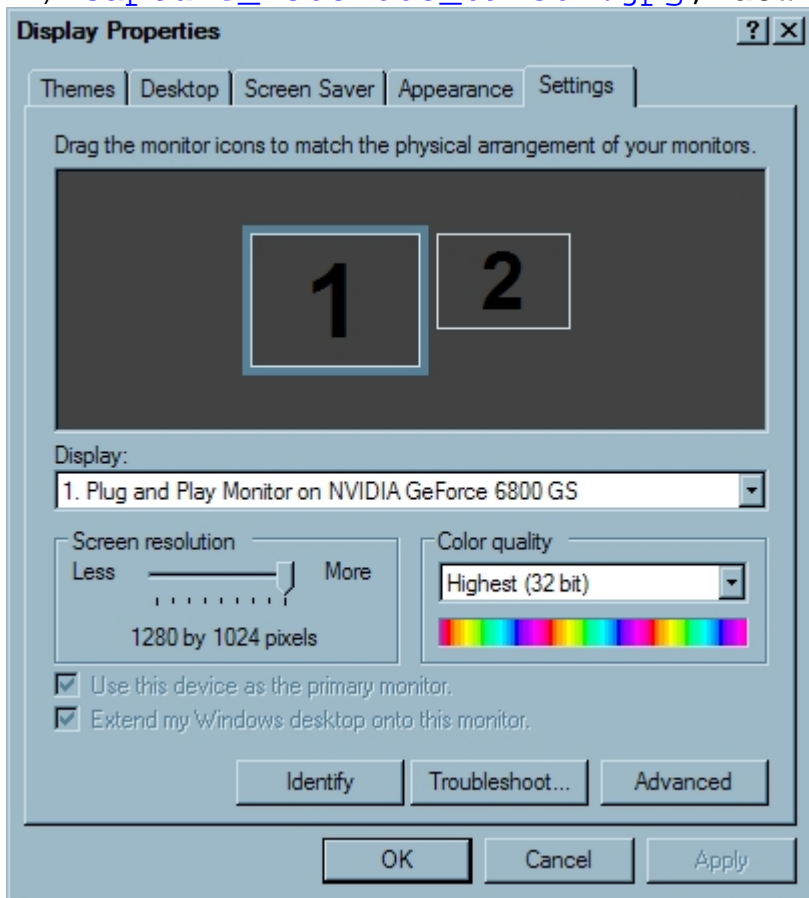 Display Properties
Themes Desktop Screen Saver Appearance Settings
Drag the monitor icons to match the physical arrangement of your monitors.
1 2
Display:
1. Plug and Play Monitor on NVIDIA GeForce 6800 GS
Screen resolution Color quality
Less More Highest (32 bit)
1280 by 1024 pixels
Use this device as the primary monitor.
Extend my Windows desktop onto this monitor.
Identify Troubleshoot... Advanced
OK Cancel Apply